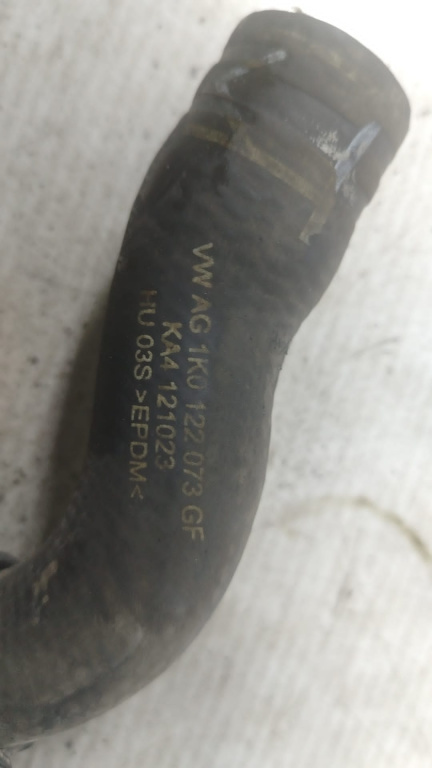 VW AG 1K0 122 073 GF
KA4 121023
HU 03S >EPDM<